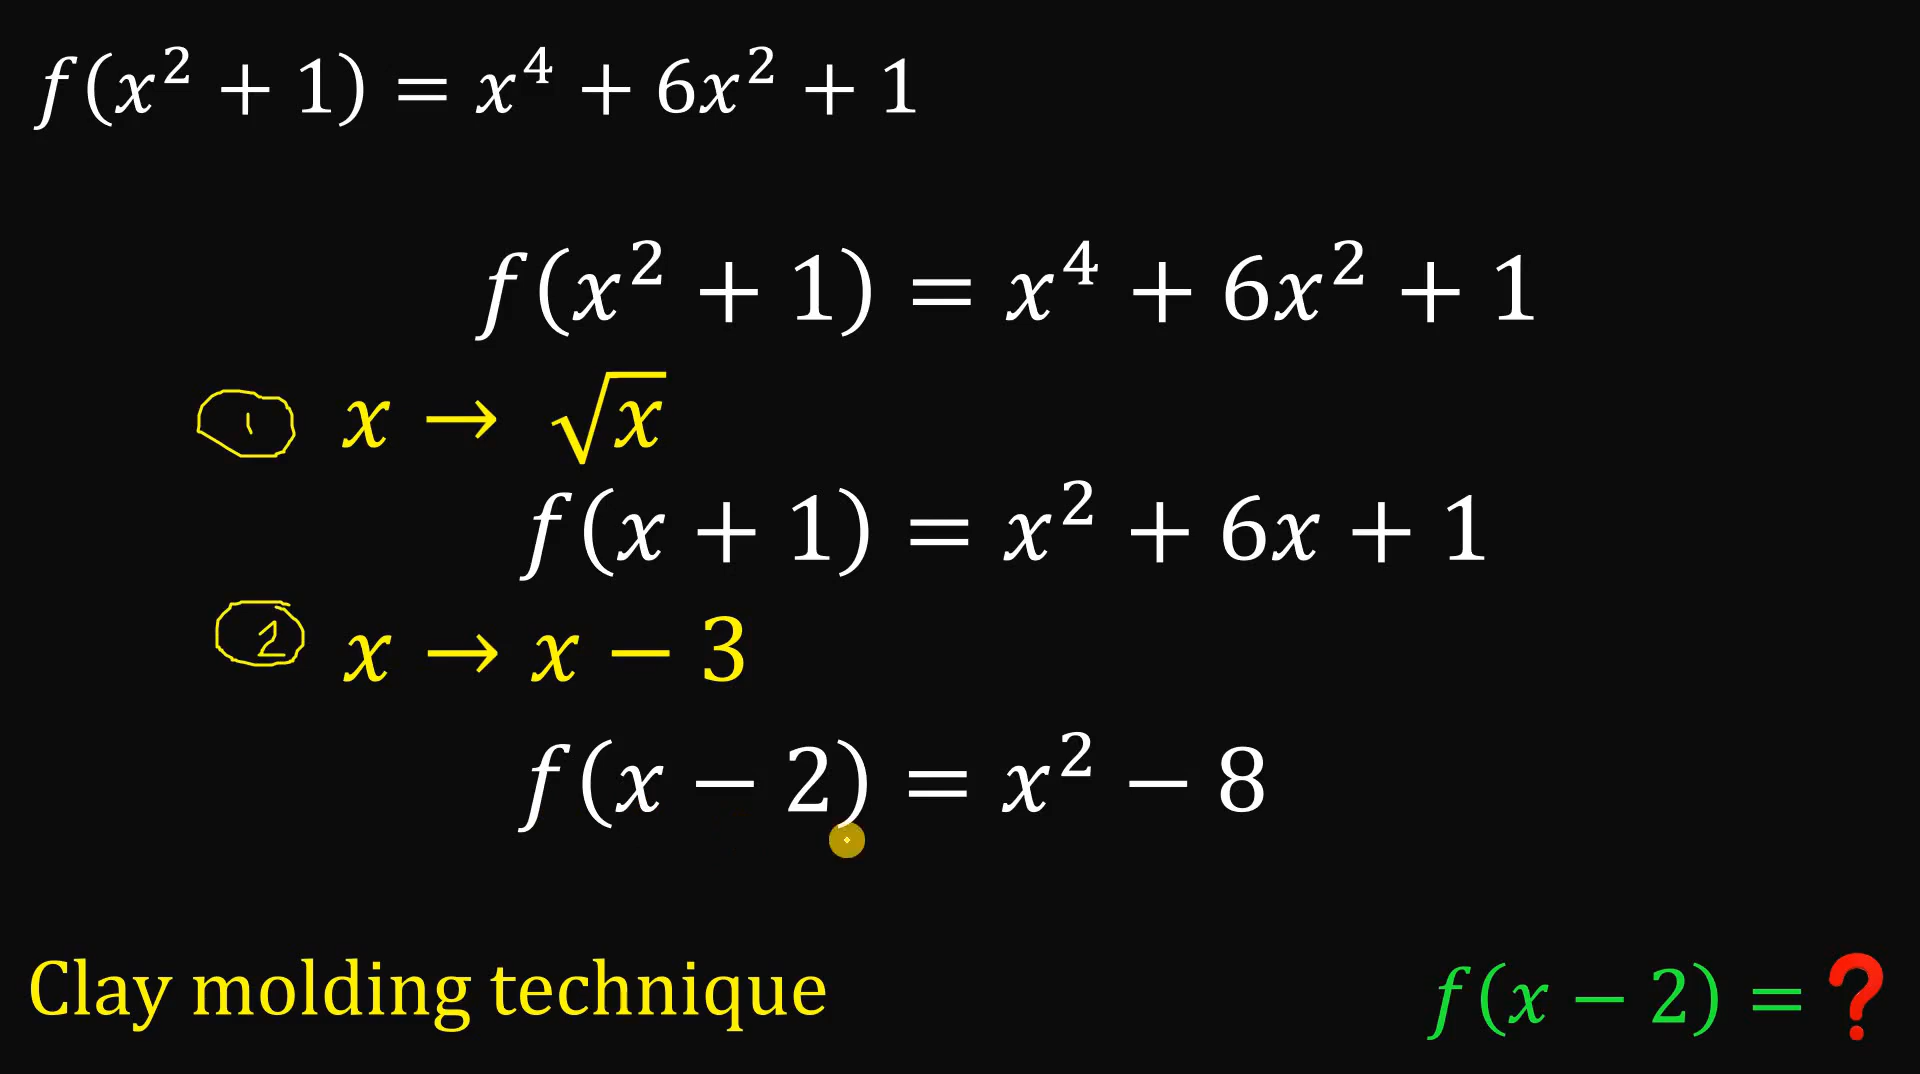 f(x² + 1) = x⁴ + 6x² + 1
f(x² + 1) = x⁴ + 6x² + 1
1 x → √x
f(x + 1) = x² + 6x + 1
2 x → x − 3
f(x − 2) = x² − 8
Clay molding technique
f(x − 2) = ❓